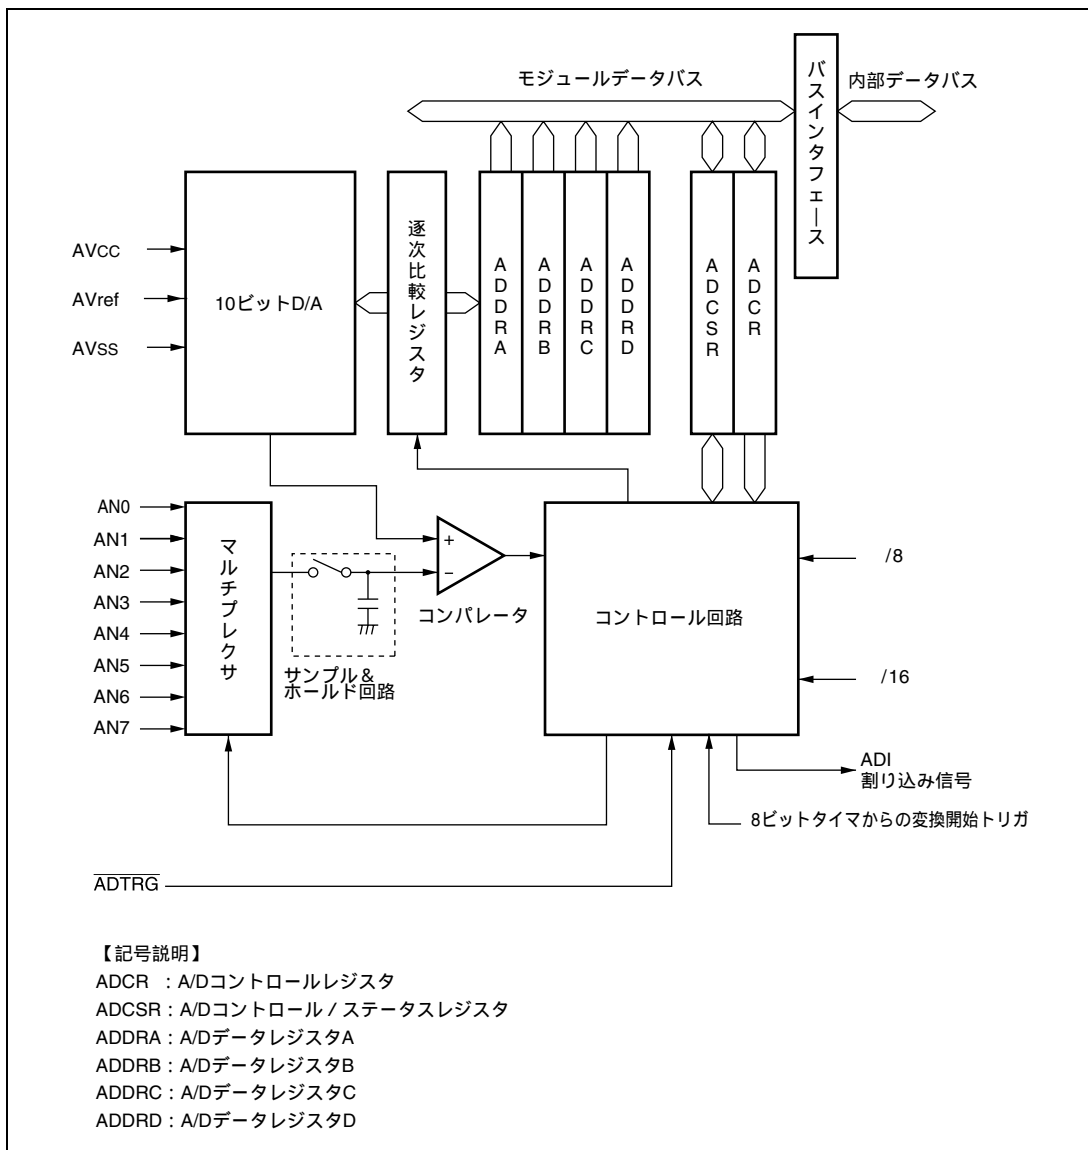 モジュールデータバス
バスインタフェース
内部データバス
AVCC
AVref
AVSS
10ビットD/A
逐次比較レジスタ
ADDRA
ADDRB
ADDRC
ADDRD
ADCSR
ADCR
AN0
AN1
AN2
AN3
AN4
AN5
AN6
AN7
マルチプレクサ
サンプル＆
ホールド回路
+
−
コンパレータ
コントロール回路
/8
/16
ADI
割り込み信号
8ビットタイマからの変換開始トリガ
ADTRG
【記号説明】
ADCR ：A/Dコントロールレジスタ
ADCSR：A/Dコントロール / ステータスレジスタ
ADDRA：A/DデータレジスタA
ADDRB：A/DデータレジスタB
ADDRC：A/DデータレジスタC
ADDRD：A/DデータレジスタD